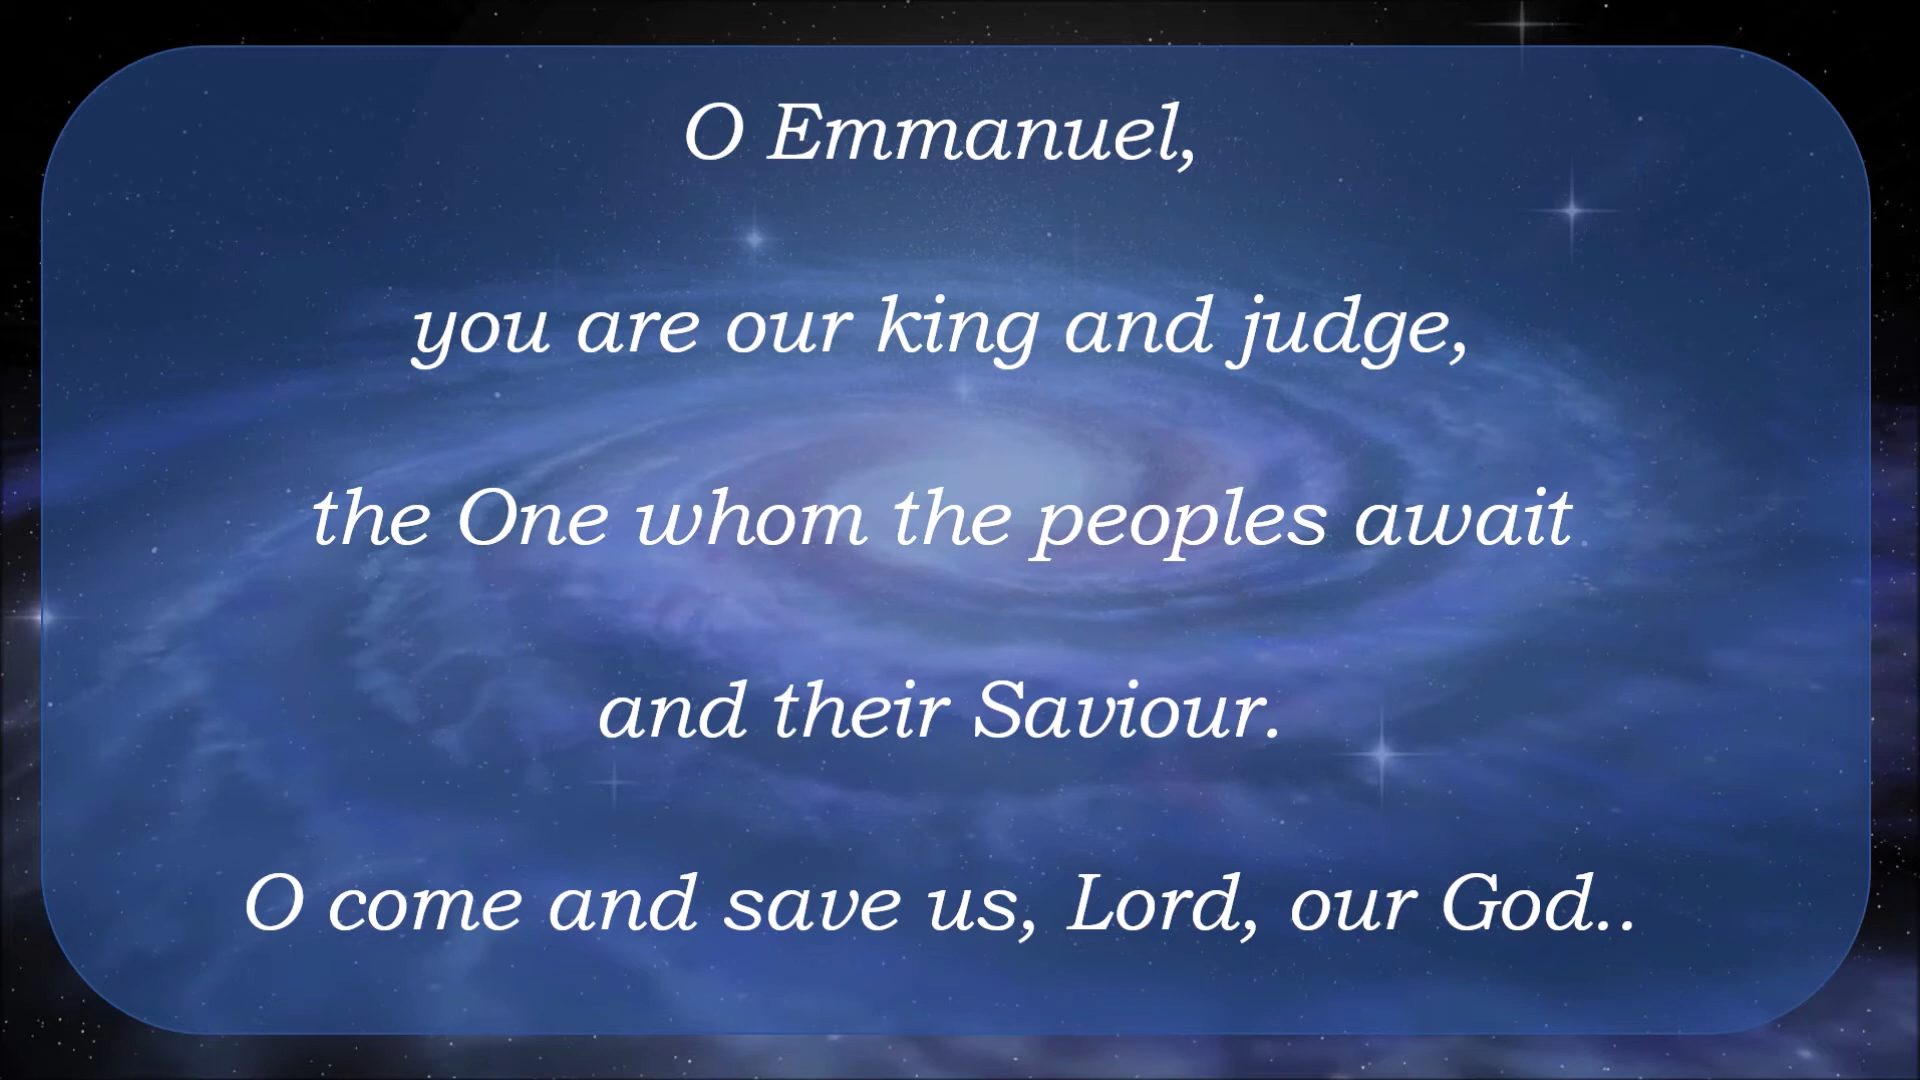 O Emmanuel,
you are our king and judge,
the One whom the peoples await
and their Saviour.
O come and save us, Lord, our God..